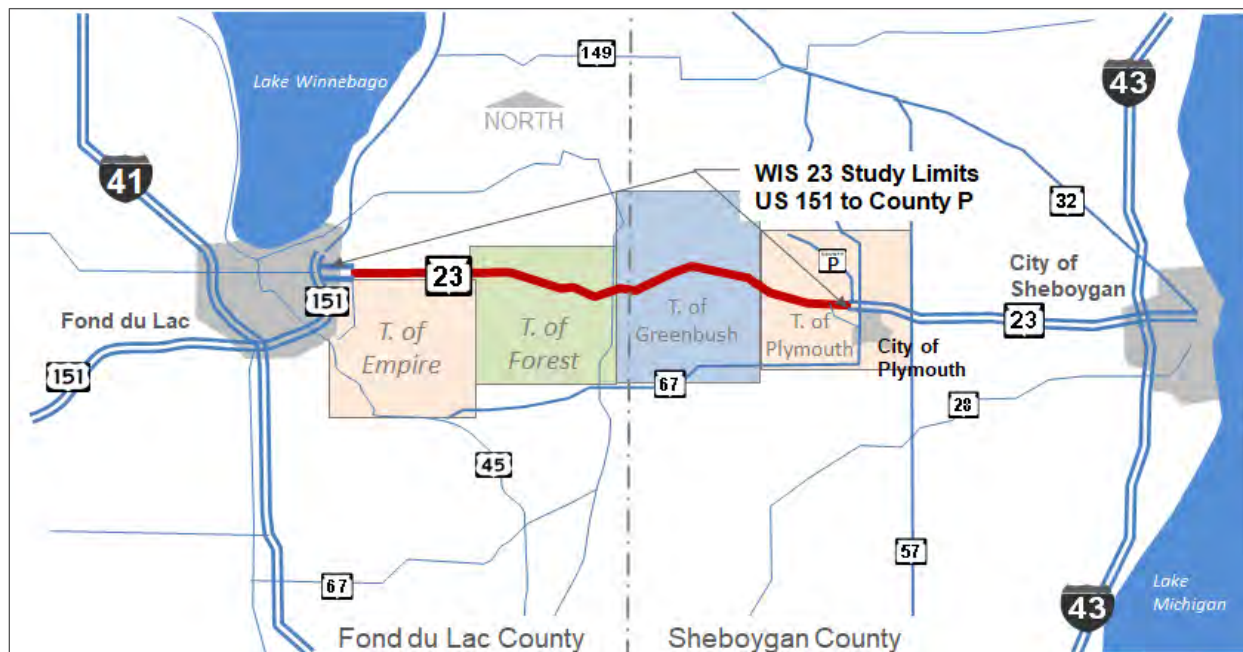 149
43
Lake Winnebago
NORTH
41
WIS 23 Study Limits
US 151 to County P
32
COUNTY
P
23
151
City of
Sheboygan
Fond du Lac
T. of
Empire
T. of
Forest
T. of
Greenbush
T. of
Plymouth
23
City of
Plymouth
151
67
28
45
57
67
43
Lake
Michigan
Fond du Lac County
Sheboygan County